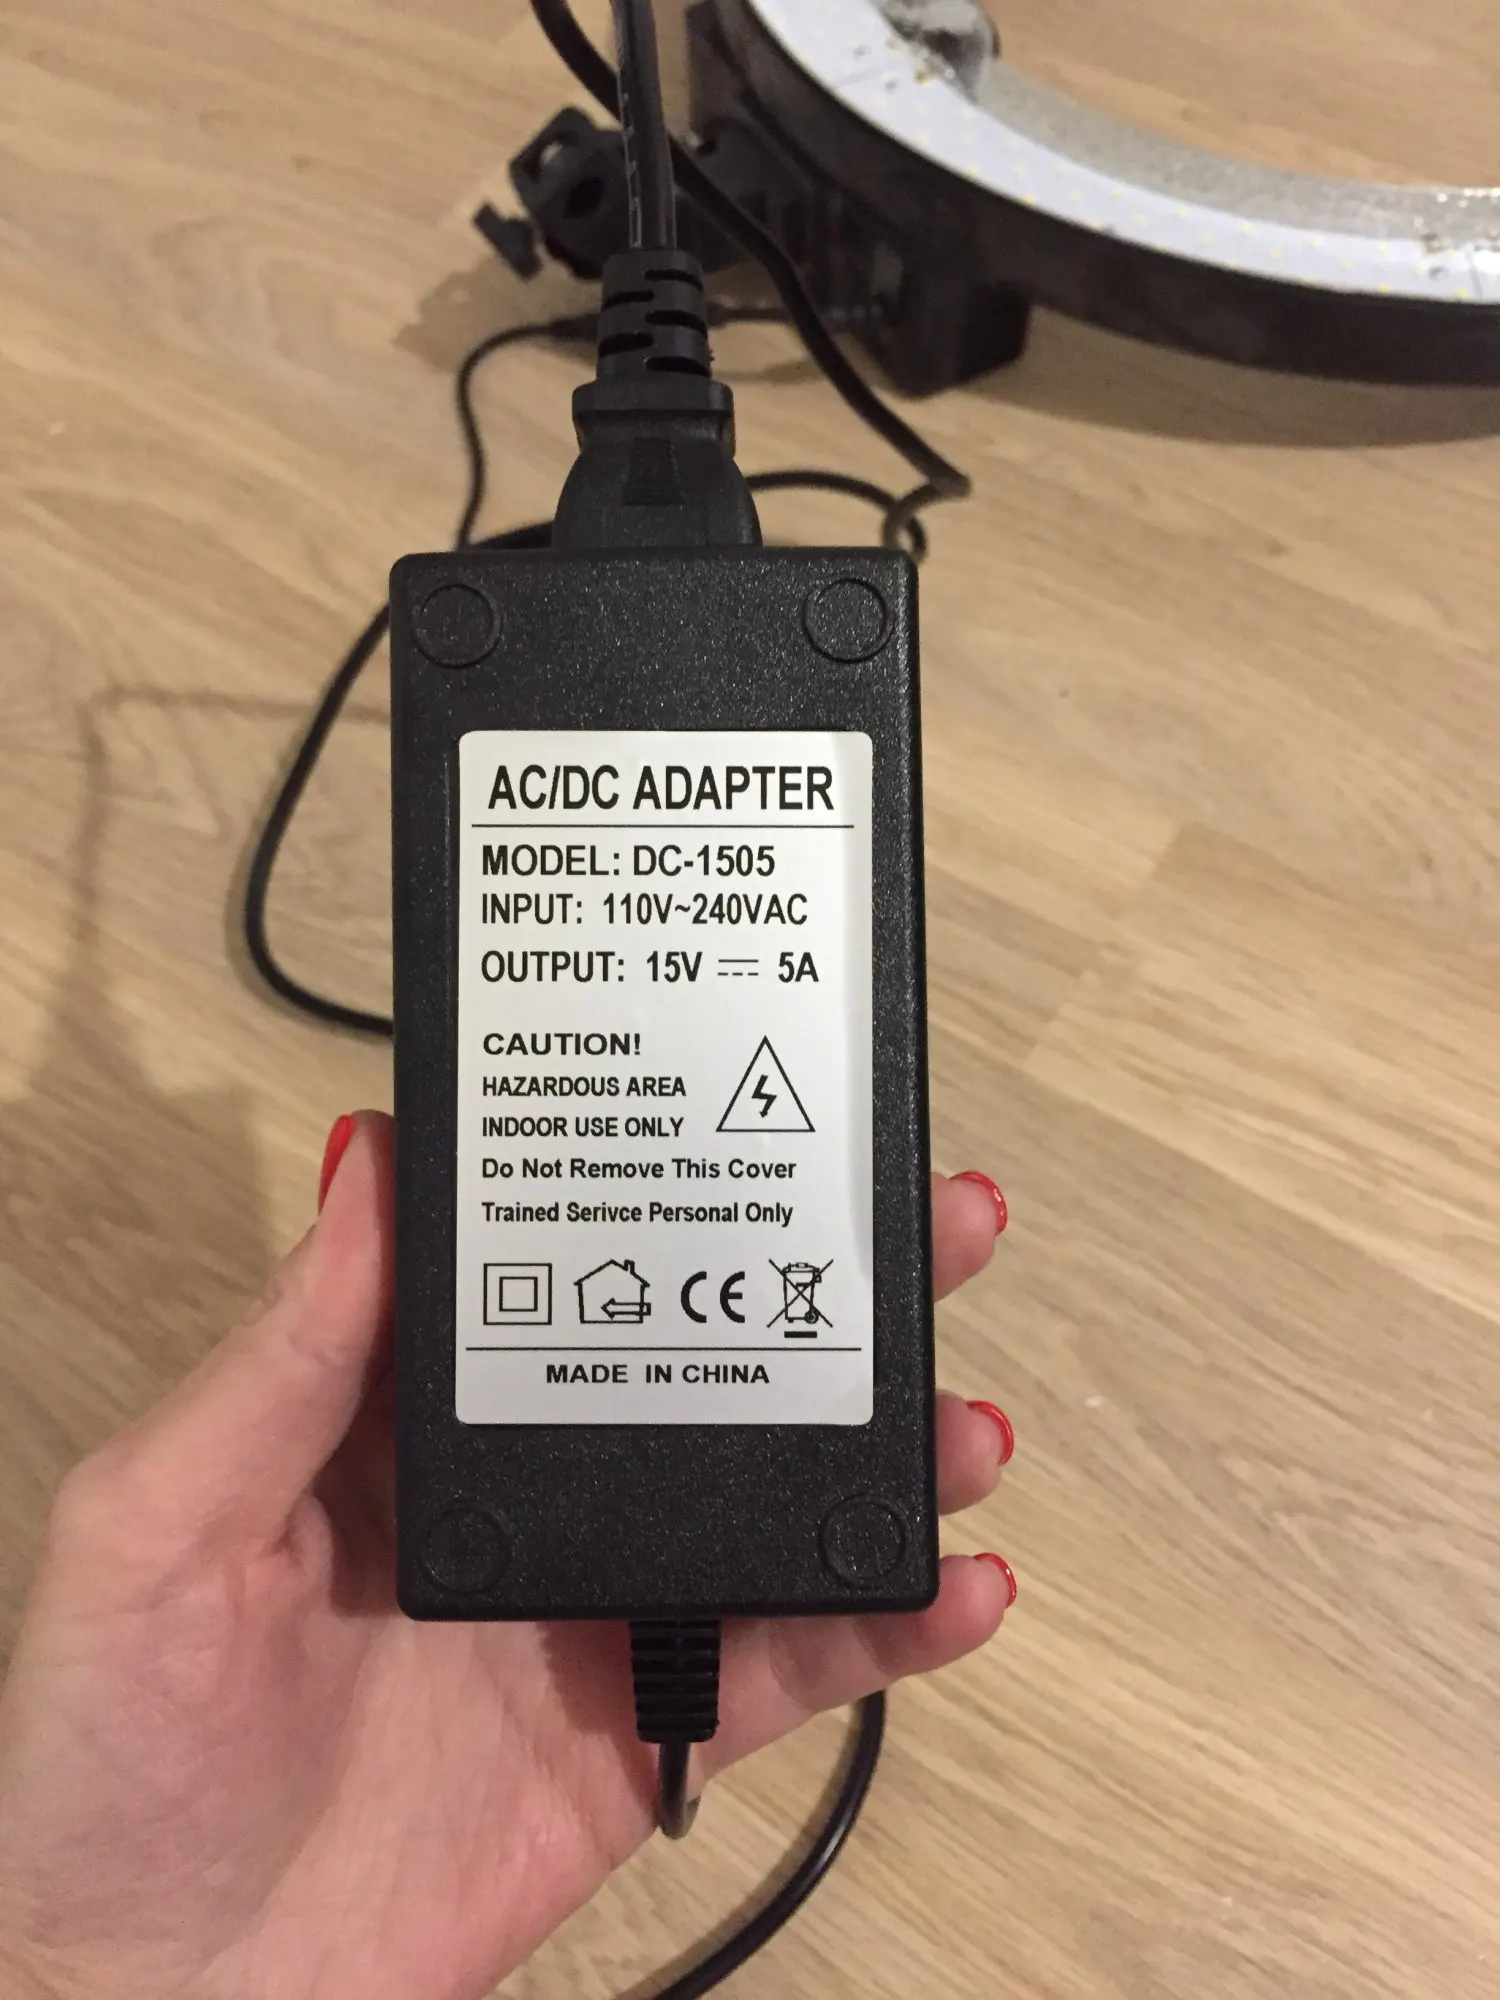 AC/DC ADAPTER
MODEL: DC-1505
INPUT: 110V~240VAC
OUTPUT: 15V ⎓ 5A
CAUTION!
HAZARDOUS AREA
INDOOR USE ONLY
Do Not Remove This Cover
Trained Serivce Personal Only
CE
MADE IN CHINA